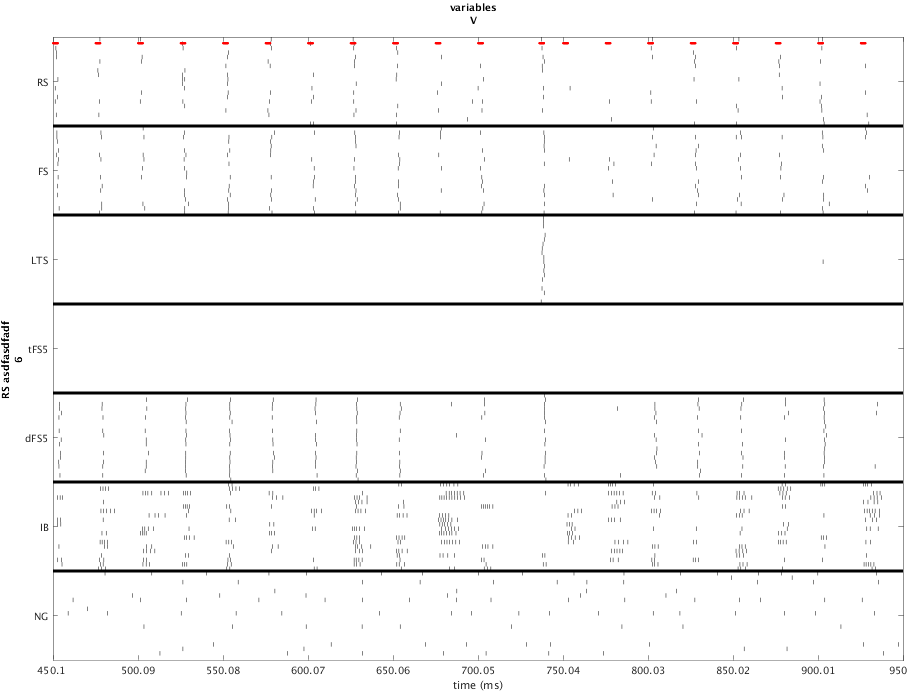 variables
V
RS
FS
LTS
tFS5
dFS5
IB
NG
RS asdfasdfadf
6
450.1 500.09 550.08 600.07 650.06 700.05 750.04 800.03 850.02 900.01 950
time (ms)